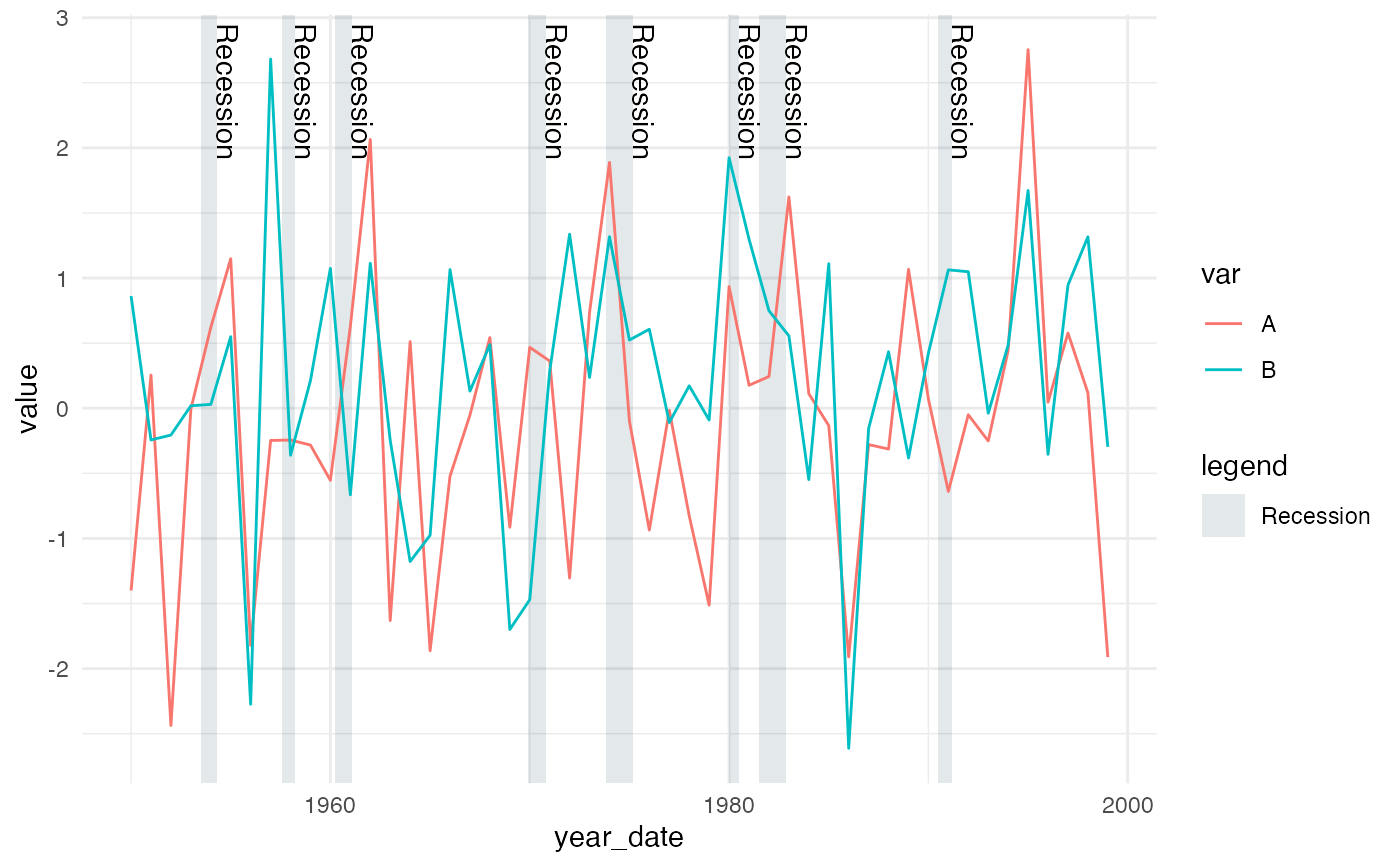 3
2
1
0
-1
-2
value
Recession
Recession
Recession
Recession
Recession
Recession
Recession
Recession
1960
1980
2000
year_date
var
A
B
legend
Recession